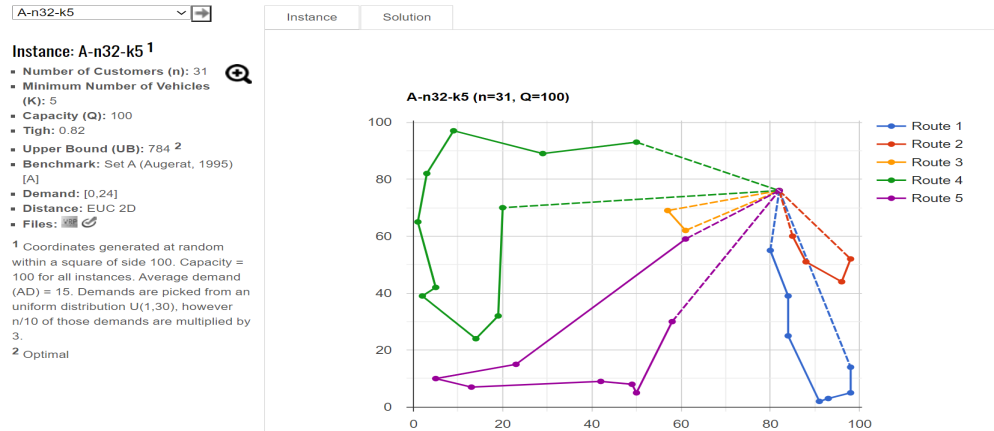 A-n32-k5
Instance: A-n32-k5 1
Number of Customers (n): 31
Minimum Number of Vehicles
(K): 5
Capacity (Q): 100
Tigh: 0.82
Upper Bound (UB): 784 2
Benchmark: Set A (Augerat, 1995)
[A]
Demand: [0,24]
Distance: EUC 2D
Files:
1 Coordinates generated at random
within a square of side 100. Capacity =
100 for all instances. Average demand
(AD) = 15. Demands are picked from an
uniform distribution U(1,30), however
n/10 of those demands are multiplied by
3.
2 Optimal
Instance
Solution
A-n32-k5 (n=31, Q=100)
100
80
60
40
20
0
0
20
40
60
80
100
Route 1
Route 2
Route 3
Route 4
Route 5